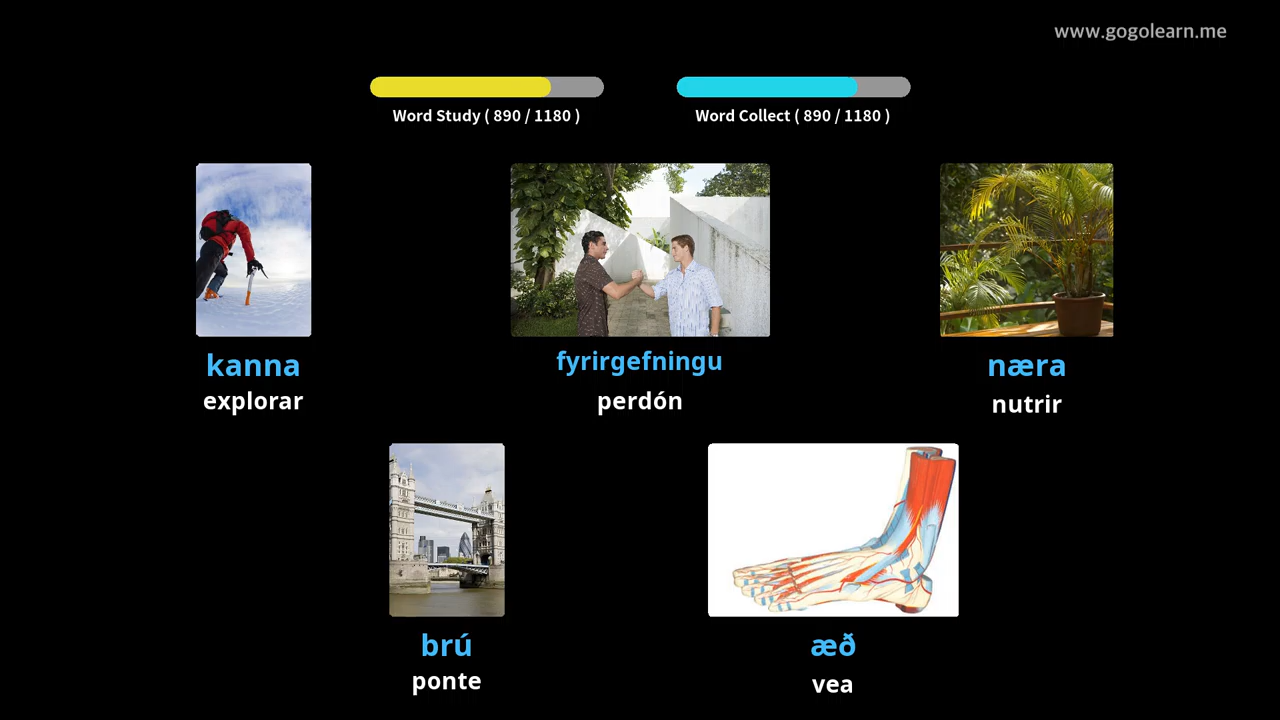 www.gogolearn.me
Word Study ( 890 / 1180 )
Word Collect ( 890 / 1180 )
kanna
explorar
fyrirgefningu
perdón
næra
nutrir
brú
ponte
æð
vea